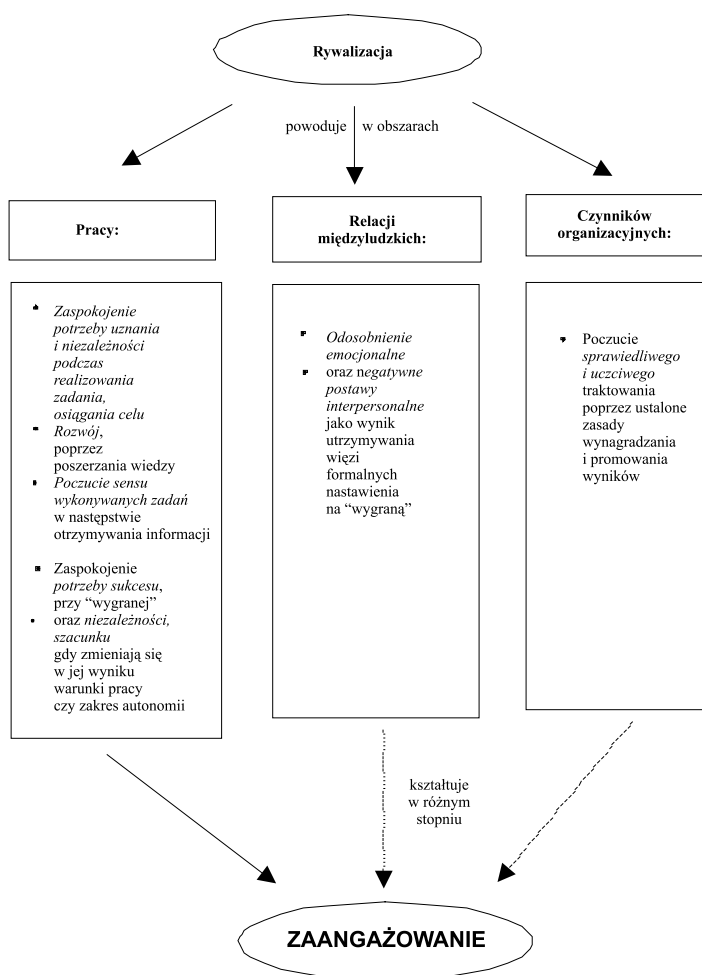 Rywalizacja
powoduje w obszarach
Pracy:
Relacji
międzyludzkich:
Czynników
organizacyjnych:
Zaspokojenie
potrzeby uznania
i niezależności
podczas
realizowania
zadania,
osiągania celu
Rozwój,
poprzez
poszerzania wiedzy
Poczucie sensu
wykonywanych zadań
w następstwie
otrzymywania informacji
Zaspokojenie
potrzeby sukcesu,
przy “wygranej”
oraz niezależności,
szacunku
gdy zmieniają się
w jej wyniku
warunki pracy
czy zakres autonomii
Odosobnienie
emocjonalne
oraz negatywne
postawy
interpersonalne
jako wynik
utrzymywania
więzi
formalnych
nastawienia
na “wygraną”
Poczucie
sprawiedliwego
i uczciwego
traktowania
poprzez ustalone
zasady
wynagradzania
i promowania
wyników
kształtuje
w różnym
stopniu
ZAANGAŻOWANIE